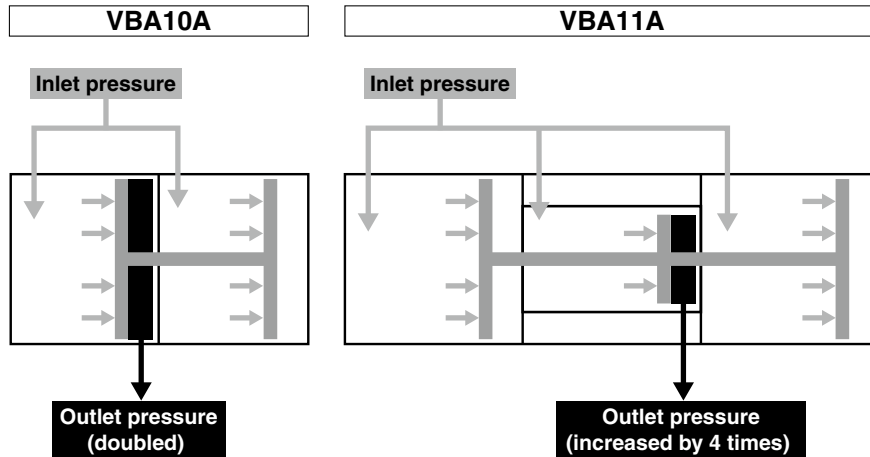 VBA10A
Inlet pressure
Outlet pressure
(doubled)
VBA11A
Inlet pressure
Outlet pressure
(increased by 4 times)